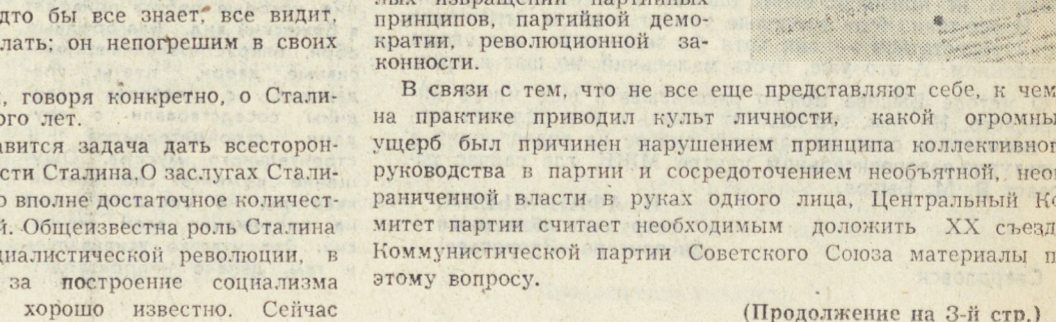 дто бы все знает, все видит,
лать; он непогрешим в своих
, говоря конкретно, о Стали-
ого лет.
авится задача дать всесторон-
сти Сталина.О заслугах Стали-
о вполне достаточное количест-
й. Общеизвестна роль Сталина
циалистической революции, в
за построение социализма
хорошо известно. Сейчас
лых извращений партийных
принципов, партийной демо-
кратии, революционной за-
конности.
В связи с тем, что не все еще представляют себе, к чем
на практике приводил культ личности, какой огромны
ущерб был причинен нарушением принципа коллективног
руководства в партии и сосредоточением необъятной, неог
раниченной власти в руках одного лица, Центральный Ко
митет партии считает необходимым доложить XX съезд
Коммунистической партии Советского Союза материалы п
этому вопросу.
(Продолжение на 3-й стр.)